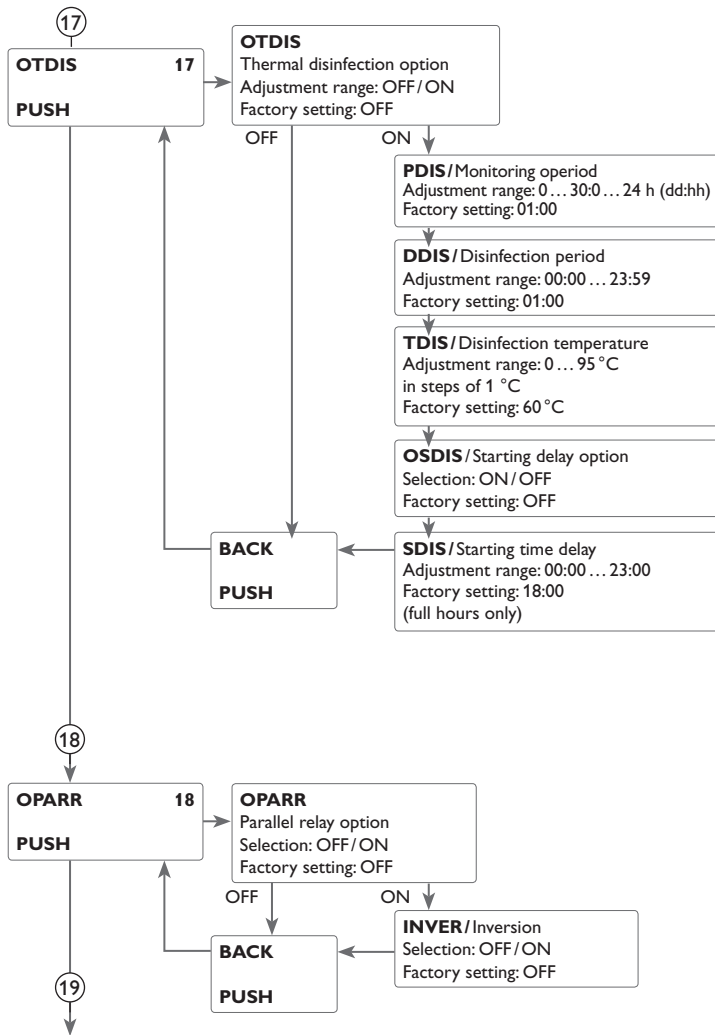 17
OTDIS 17
PUSH
OTDIS
Thermal disinfection option
Adjustment range: OFF/ON
Factory setting: OFF
OFF
ON
PDIS/Monitoring operiod
Adjustment range: 0…30:0…24 h (dd:hh)
Factory setting: 01:00
DDIS/Disinfection period
Adjustment range: 00:00…23:59
Factory setting: 01:00
TDIS/Disinfection temperature
Adjustment range: 0…95 °C
in steps of 1 °C
Factory setting: 60 °C
OSDIS/Starting delay option
Selection: ON/OFF
Factory setting: OFF
SDIS/Starting time delay
Adjustment range: 00:00…23:00
Factory setting: 18:00
(full hours only)
BACK
PUSH
18
OPARR 18
PUSH
OPARR
Parallel relay option
Selection: OFF/ON
Factory setting: OFF
OFF
ON
INVER/Inversion
Selection: OFF/ON
Factory setting: OFF
BACK
PUSH
19